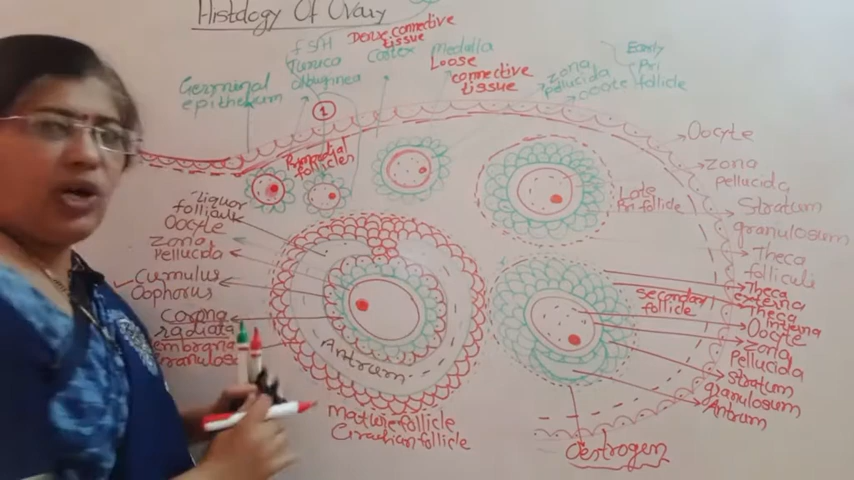 Histology Of Ovary
FSH
Dense connective
tissue
Germinal
epithelium
Tunica
albuginea
Cortex
Medulla
Loose
connective
tissue
zona
pellucida
oocyte
Early
Pri
follicle
1
Primordial
follicles
Oocyte
zona
pellucida
Stratum
granulosum
Theca
folliculi
Late
Pri follicle
Liquor
folliculi
Oocyte
Zona
Pellucida
Cumulus
Oophorus
Corona
radiata
embrana
Granulosa
Antrum
Mature follicle
Graafian follicle
secondary
follicle
Theca
externa
Theca
interna
Oocyte
zona
Pellucida
Stratum
granulosum
Antrum
Oestrogen